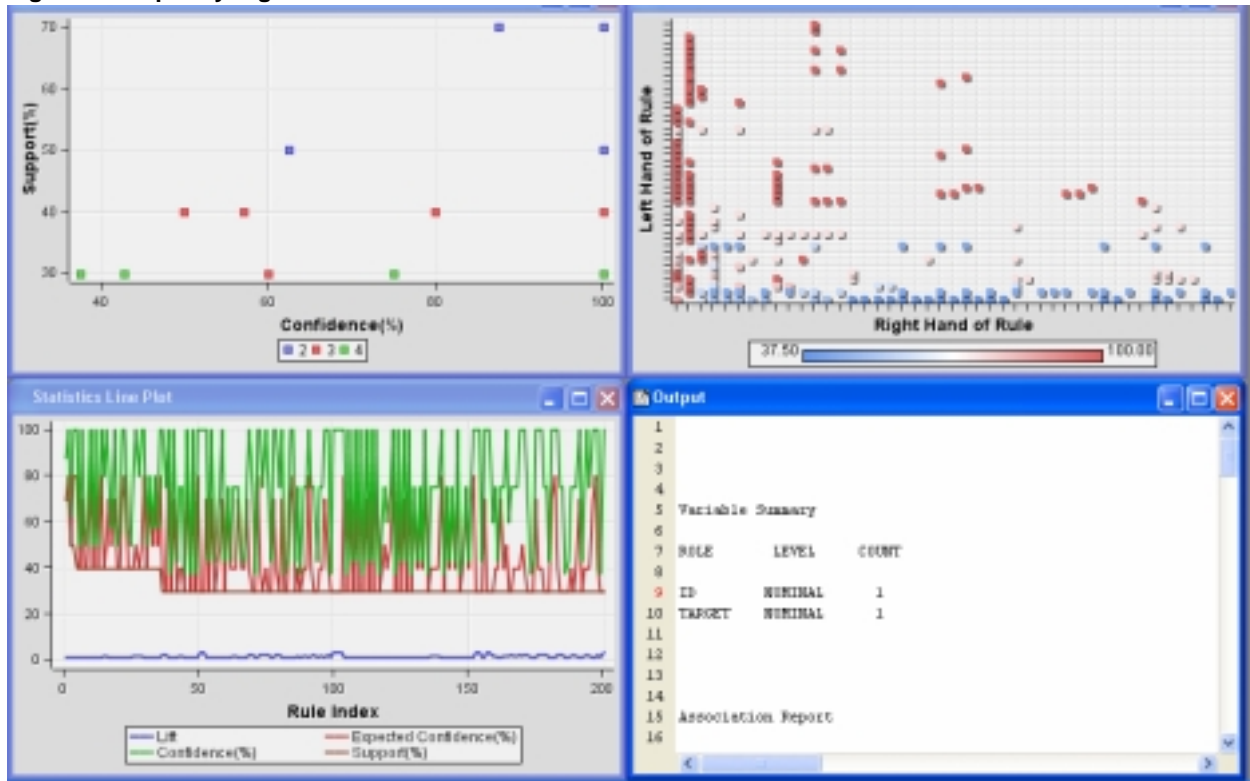 70
60
50
40
30
Support(%)
40 60 80 100
Confidence(%)
2 3 4
Left Hand of Rule
Right Hand of Rule
37.50 100.00
Statistics Line Plot
100
80
60
40
20
0
0 50 100 150 200
Rule Index
Lift Expected Confidence(%)
Confidence(%) Support(%)
Output
1
2
3
4
5 Variable Summary
6
7 ROLE LEVEL COUNT
8
9 ID NOMINAL 1
10 TARGET NOMINAL 1
11
12
13
14
15 Association Report
16